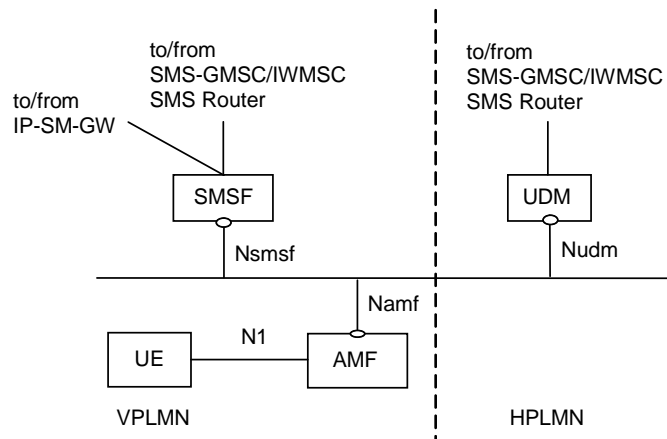 to/from
SMS-GMSC/IWMSC
SMS Router
to/from
SMS-GMSC/IWMSC
SMS Router
to/from
IP-SM-GW
SMSF
UDM
Nsmsf
Nudm
Namf
UE
N1
AMF
VPLMN
HPLMN